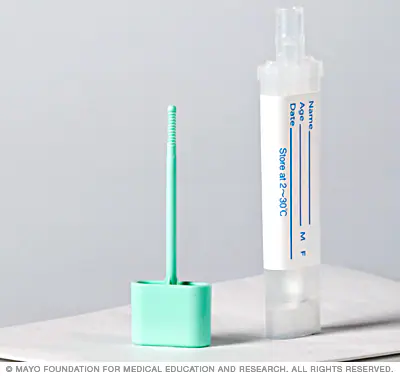 Name
Age M F
Date
Store at 2~30℃
© MAYO FOUNDATION FOR MEDICAL EDUCATION AND RESEARCH. ALL RIGHTS RESERVED.